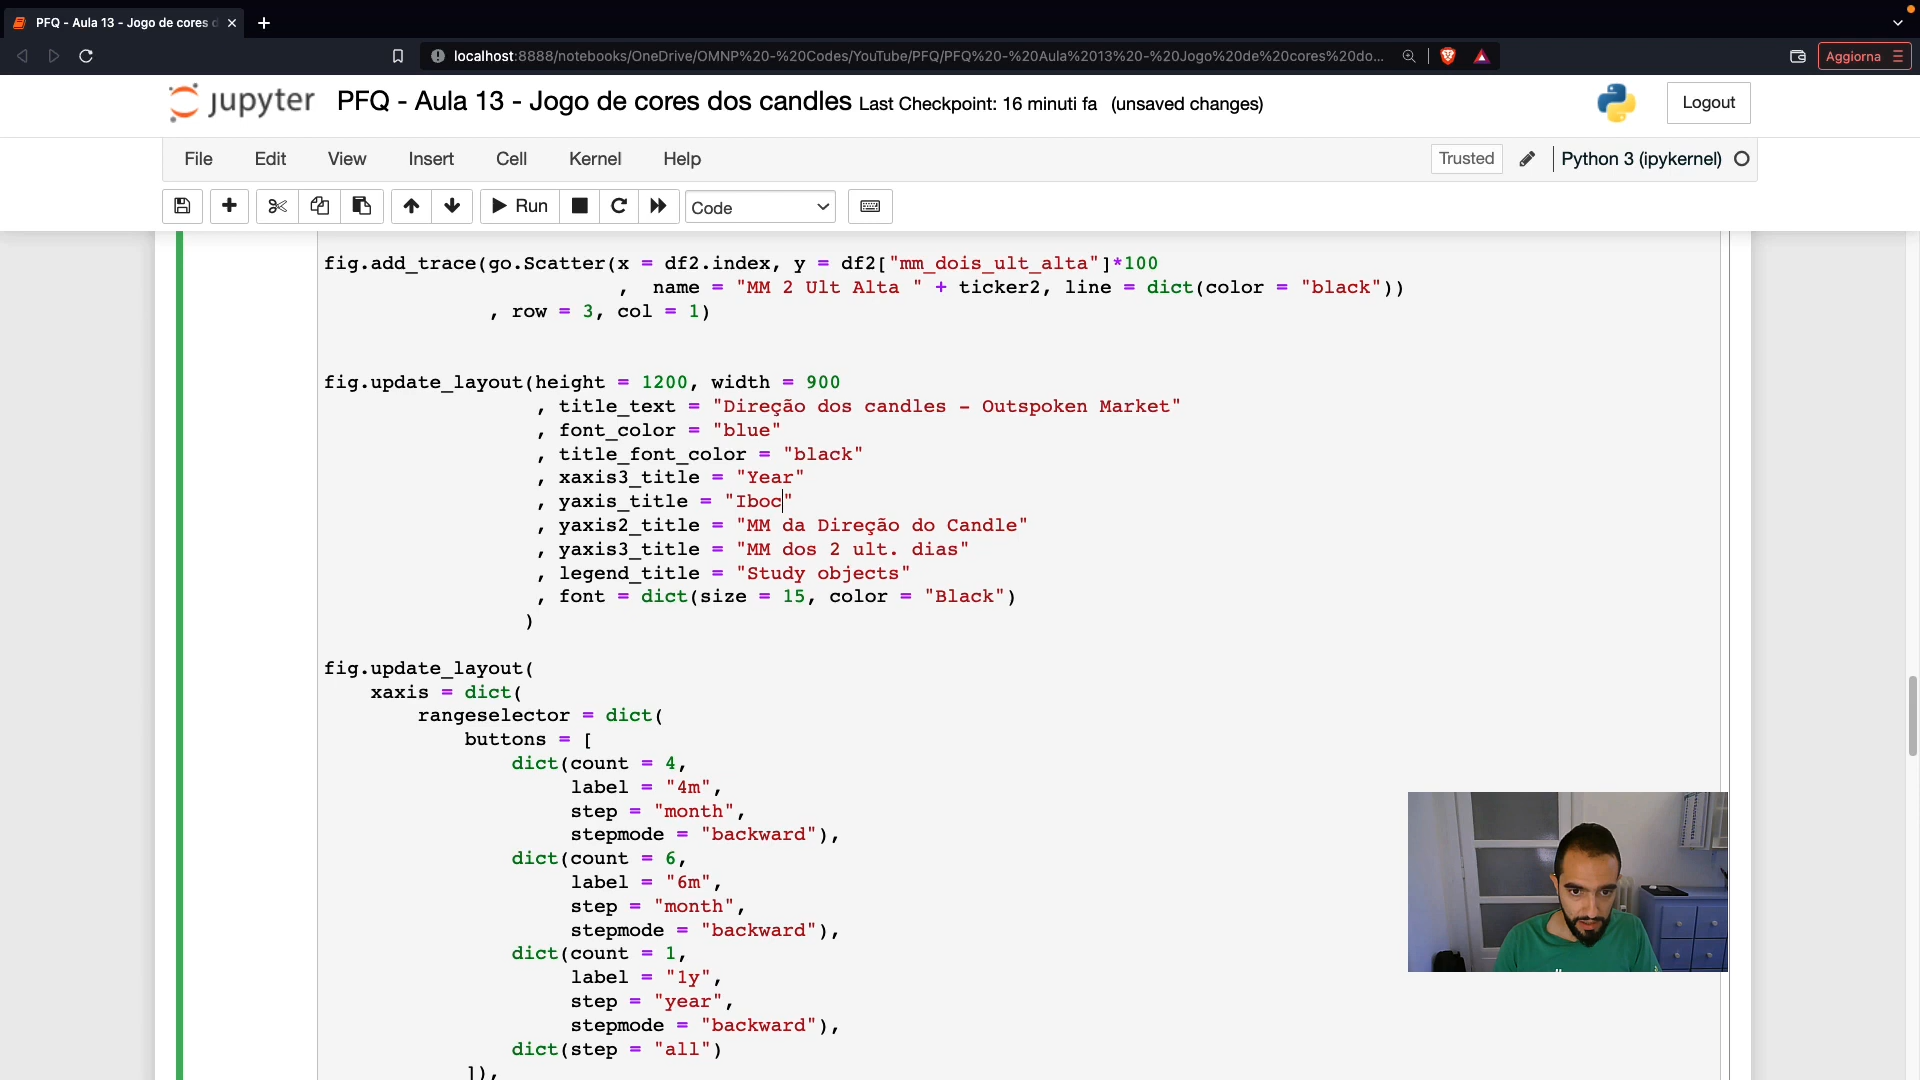 PFQ - Aula 13 - Jogo de cores d
localhost:8888/notebooks/OneDrive/OMNP%20-%20Codes/YouTube/PFQ/PFQ%20-%20Aula%2013%20-%20Jogo%20de%20cores%20do...
Aggiorna
jupyter PFQ - Aula 13 - Jogo de cores dos candles Last Checkpoint: 16 minuti fa (unsaved changes)
Logout
File Edit View Insert Cell Kernel Help
Trusted Python 3 (ipykernel)
Run Code
fig.add_trace(go.Scatter(x = df2.index, y = df2["mm_dois_ult_alta"]*100
, name = "MM 2 Ult Alta " + ticker2, line = dict(color = "black"))
, row = 3, col = 1)
fig.update_layout(height = 1200, width = 900
, title_text = "Direção dos candles - Outspoken Market"
, font_color = "blue"
, title_font_color = "black"
, xaxis3_title = "Year"
, yaxis_title = "Iboc"
, yaxis2_title = "MM da Direção do Candle"
, yaxis3_title = "MM dos 2 ult. dias"
, legend_title = "Study objects"
, font = dict(size = 15, color = "Black")
)
fig.update_layout(
xaxis = dict(
rangeselector = dict(
buttons = [
dict(count = 4,
label = "4m",
step = "month",
stepmode = "backward"),
dict(count = 6,
label = "6m",
step = "month",
stepmode = "backward"),
dict(count = 1,
label = "1y",
step = "year",
stepmode = "backward"),
dict(step = "all")
]),